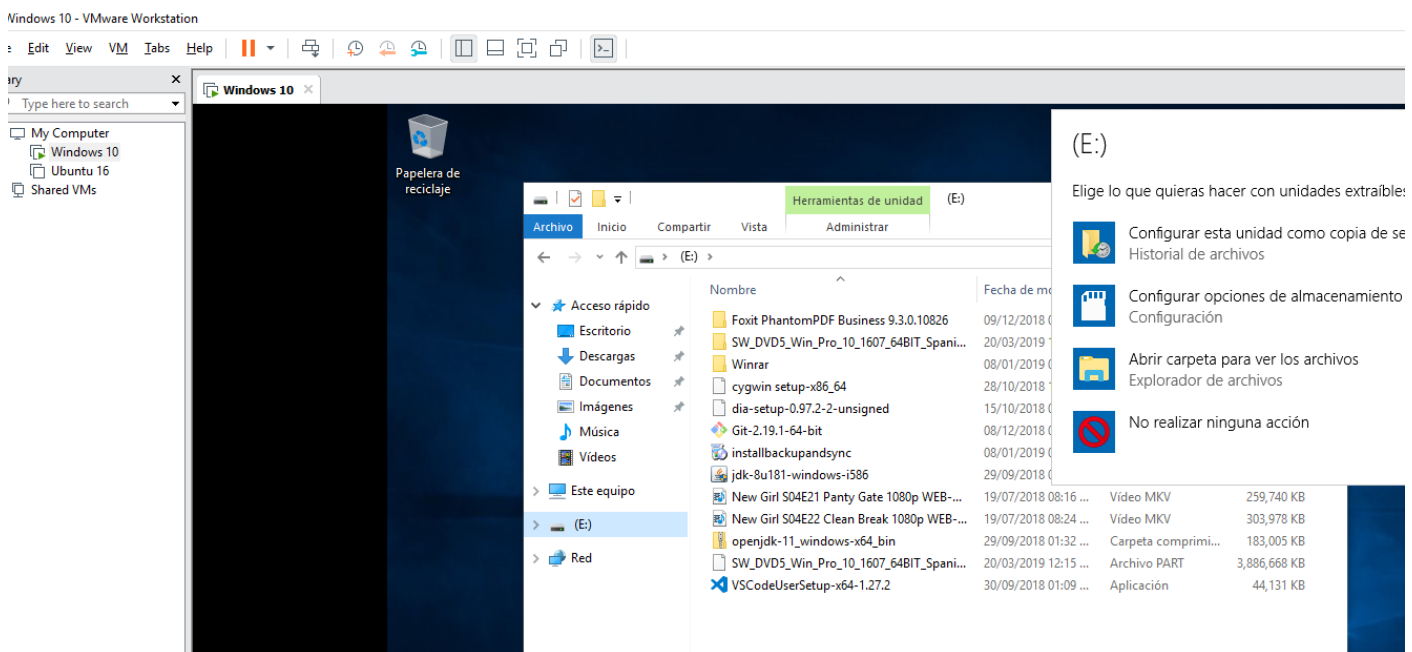 Windows 10 - VMware Workstation
Edit View VM Tabs Help
Type here to search
My Computer
Windows 10
Ubuntu 16
Shared VMs
Windows 10
Papelera de
reciclaje
Herramientas de unidad (E:)
Archivo Inicio Compartir Vista Administrar
(E:)
Acceso rápido
Escritorio
Descargas
Documentos
Imágenes
Música
Vídeos
Este equipo
(E:)
Red
Nombre Fecha de
Foxit PhantomPDF Business 9.3.0.10826 09/12/2018
SW_DVD5_Win_Pro_10_1607_64BIT_Spani... 20/03/2019
Winrar 08/01/2019
cygwin setup-x86_64 28/10/2018
dia-setup-0.97.2-2-unsigned 15/10/2018
Git-2.19.1-64-bit 08/12/2018
installbackupandsync 08/01/2019
jdk-8u181-windows-i586 29/09/2018
New Girl S04E21 Panty Gate 1080p WEB-... 19/07/2018 08:16 ... Vídeo MKV 259,740 KB
New Girl S04E22 Clean Break 1080p WEB-... 19/07/2018 08:24 ... Vídeo MKV 303,978 KB
openjdk-11_windows-x64_bin 29/09/2018 01:32 ... Carpeta comprimi... 183,005 KB
SW_DVD5_Win_Pro_10_1607_64BIT_Spani... 20/03/2019 12:15 ... Archivo PART 3,886,668 KB
VSCodeUserSetup-x64-1.27.2 30/09/2018 01:09 ... Aplicación 44,131 KB
(E:)
Elige lo que quieras hacer con unidades extraíbles
Configurar esta unidad como copia de se
Historial de archivos
Configurar opciones de almacenamiento
Configuración
Abrir carpeta para ver los archivos
Explorador de archivos
No realizar ninguna acción